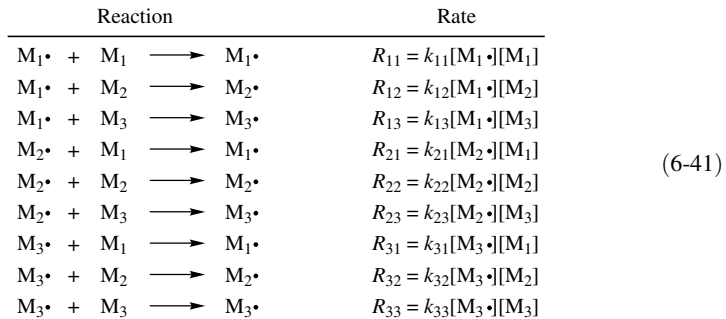 Reaction Rate
M₁• + M₁ ⟶ M₁• R₁₁ = k₁₁[M₁•][M₁]
M₁• + M₂ ⟶ M₂• R₁₂ = k₁₂[M₁•][M₂]
M₁• + M₃ ⟶ M₃• R₁₃ = k₁₃[M₁•][M₃]
M₂• + M₁ ⟶ M₁• R₂₁ = k₂₁[M₂•][M₁]
M₂• + M₂ ⟶ M₂• R₂₂ = k₂₂[M₂•][M₂]
M₂• + M₃ ⟶ M₃• R₂₃ = k₂₃[M₂•][M₃]
M₃• + M₁ ⟶ M₁• R₃₁ = k₃₁[M₃•][M₁]
M₃• + M₂ ⟶ M₂• R₃₂ = k₃₂[M₃•][M₂]
M₃• + M₃ ⟶ M₃• R₃₃ = k₃₃[M₃•][M₃]
(6-41)